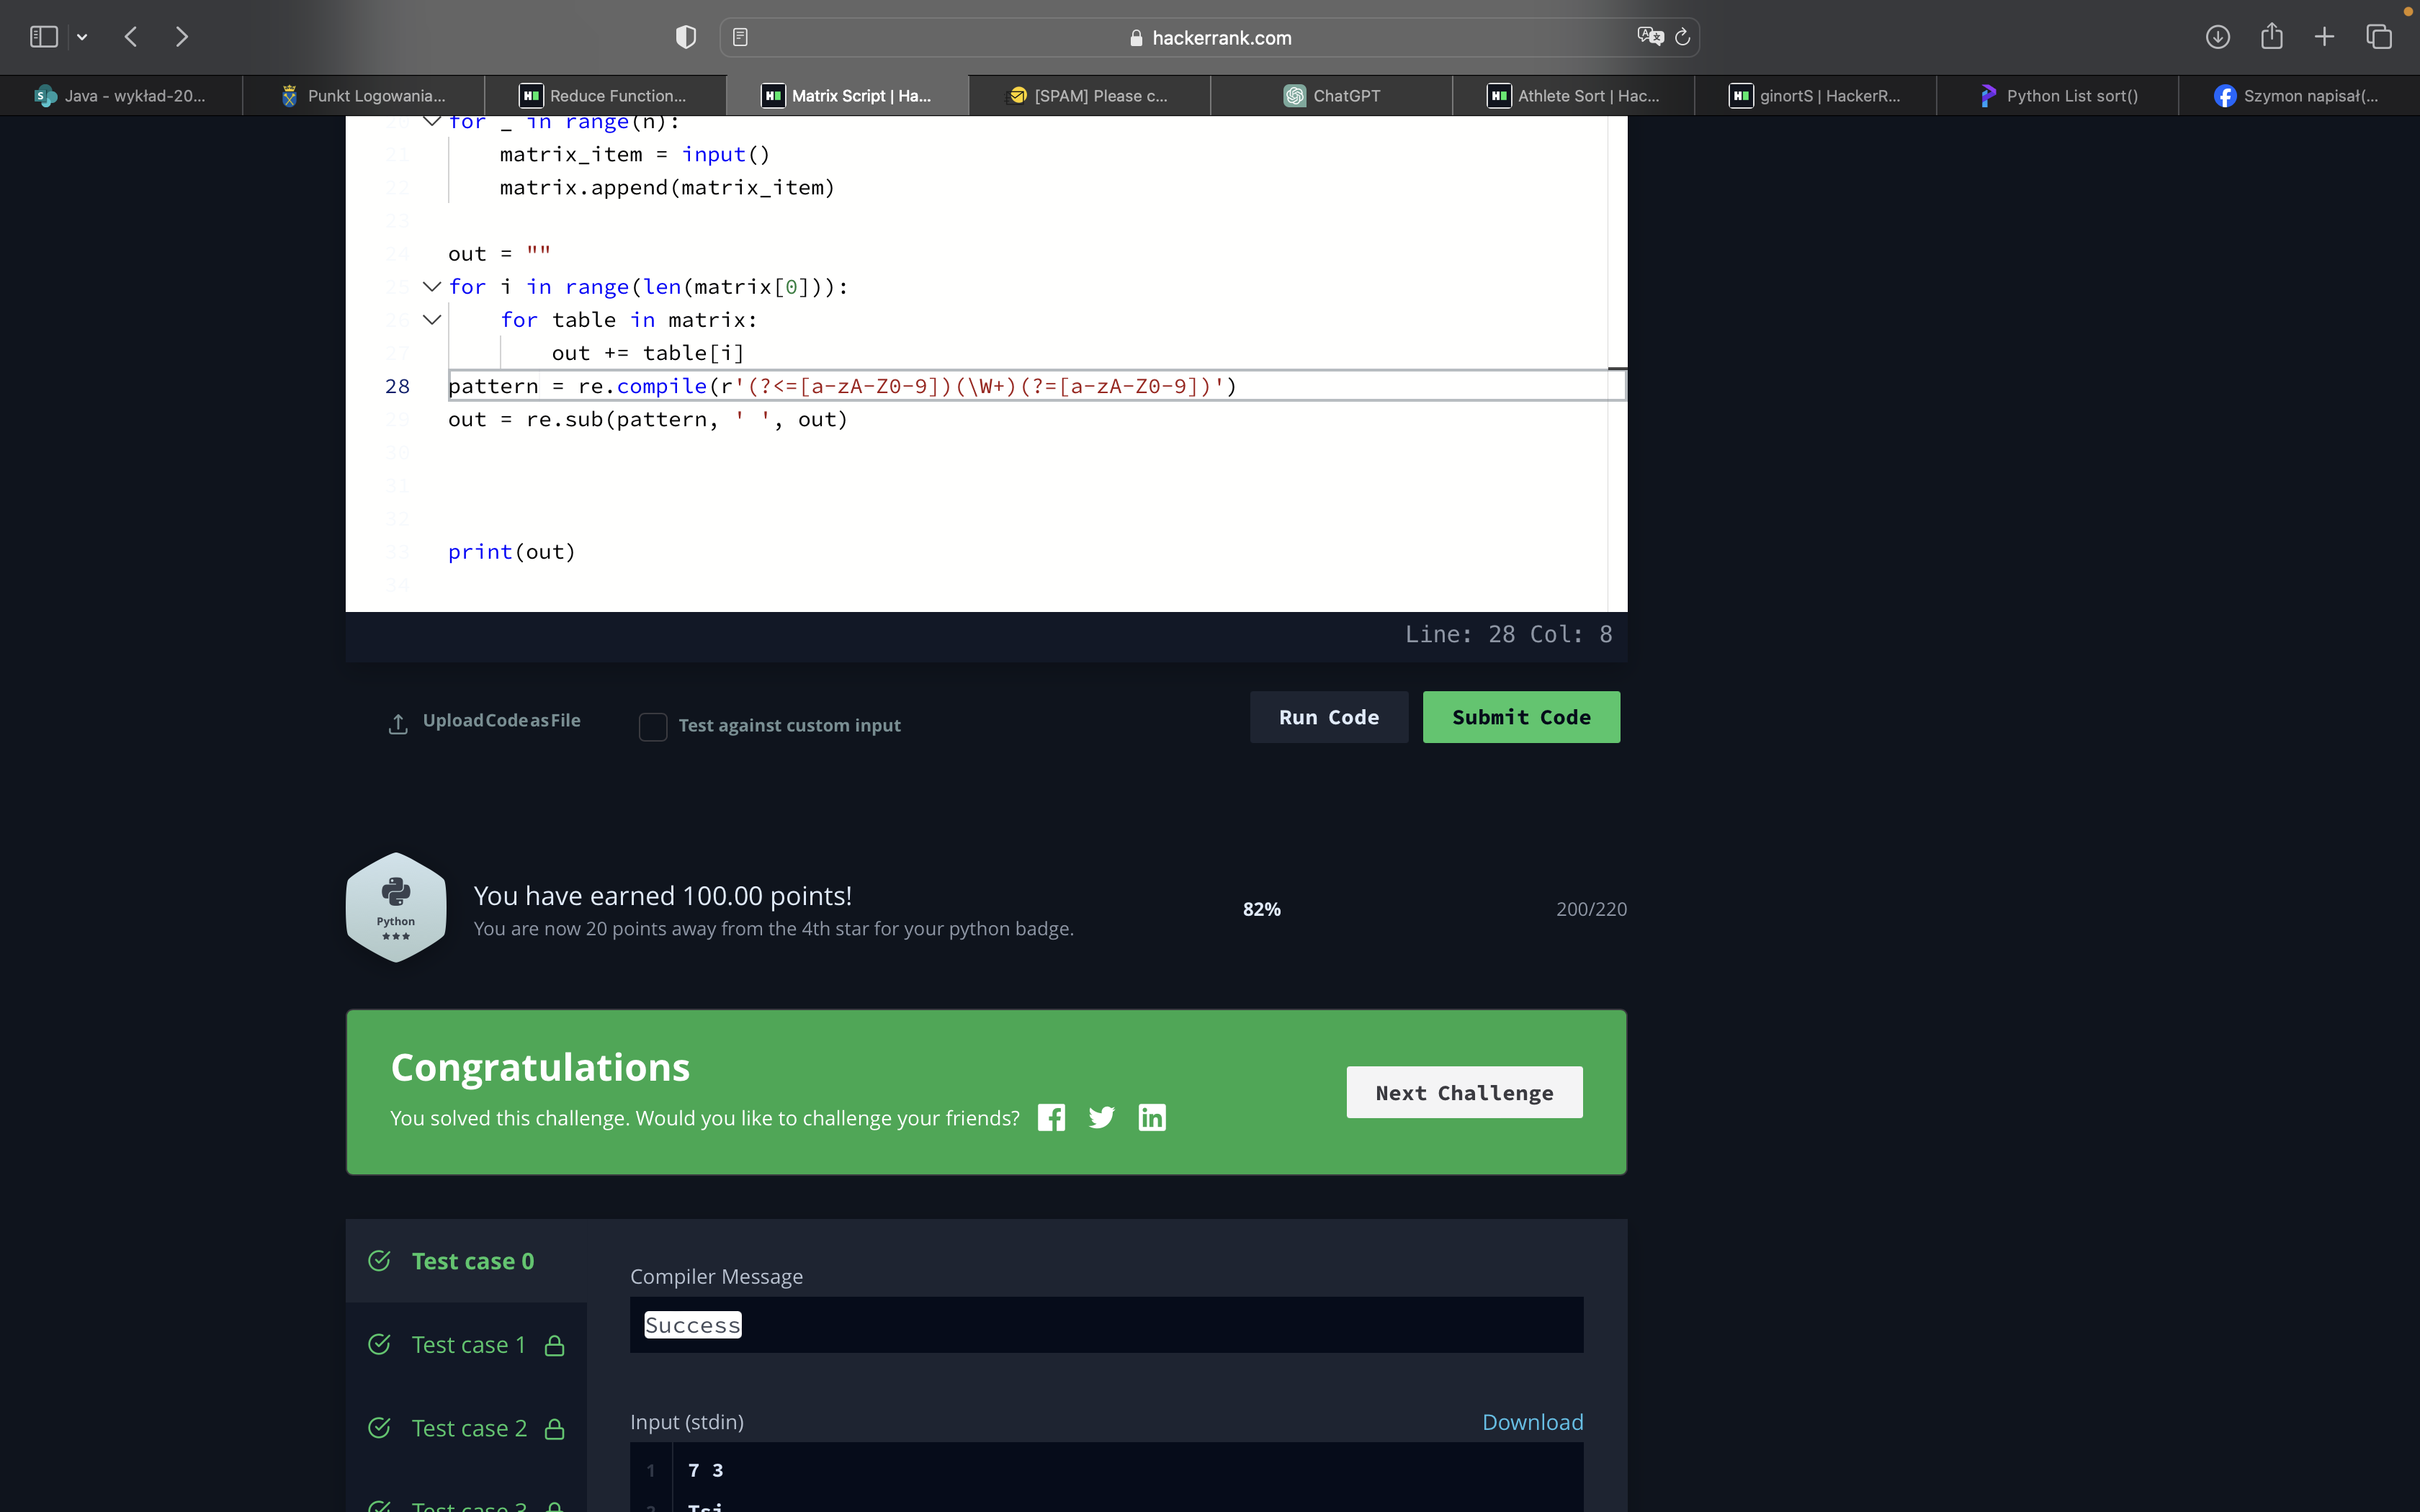 hackerrank.com
Java - wykład-20...
Punkt Logowania...
Reduce Function...
Matrix Script | Ha...
[SPAM] Please c...
ChatGPT
Athlete Sort | Hac...
ginortS | HackerR...
Python List sort()
Szymon napisał(...
for _ in range(n):
21 matrix_item = input()
22 matrix.append(matrix_item)
23
24 out = ""
25 for i in range(len(matrix[0])):
26 for table in matrix:
27 out += table[i]
28 pattern = re.compile(r'(?<=[a-zA-Z0-9])(\W+)(?=[a-zA-Z0-9])')
29 out = re.sub(pattern, ' ', out)
30
31
32
33 print(out)
34
Line: 28 Col: 8
Upload Code as File
Test against custom input
Run Code
Submit Code
Python
You have earned 100.00 points!
You are now 20 points away from the 4th star for your python badge.
82%
200/220
Congratulations
You solved this challenge. Would you like to challenge your friends?
Next Challenge
Test case 0
Test case 1
Test case 2
Test case 3
Compiler Message
Success
Input (stdin)
Download
1 7 3
2 Tsi